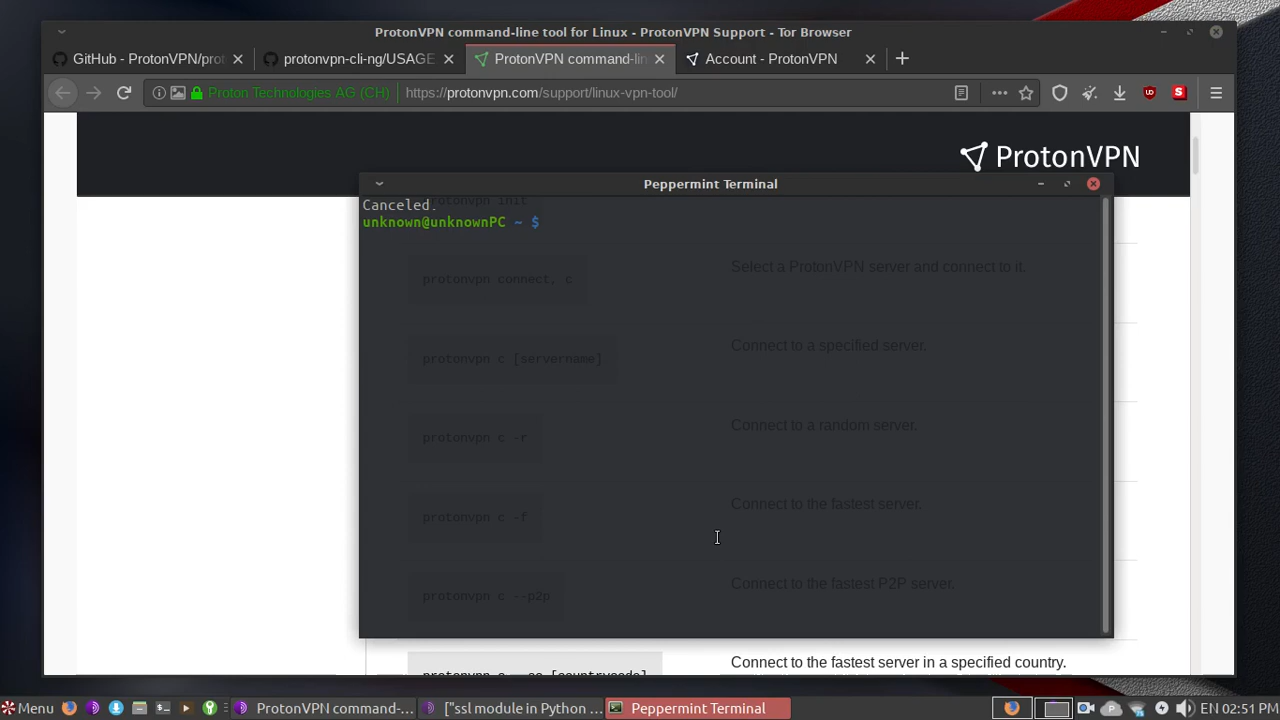 ProtonVPN command-line tool for Linux - ProtonVPN Support - Tor Browser
GitHub - ProtonVPN/prot
protonvpn-cli-ng/USAGE
ProtonVPN command-lin
Account - ProtonVPN
Proton Technologies AG (CH)
https://protonvpn.com/support/linux-vpn-tool/
ProtonVPN
Peppermint Terminal
protonvpn init
Canceled.
unknown@unknownPC ~ $
protonvpn connect, c
Select a ProtonVPN server and connect to it.
protonvpn c [servername]
Connect to a specified server.
protonvpn c -r
Connect to a random server.
protonvpn c -f
Connect to the fastest server.
protonvpn c --p2p
Connect to the fastest P2P server.
protonvpn c --cc [countrycode]
Connect to the fastest server in a specified country.
Menu
ProtonVPN command-...
["ssl module in Python ...
Peppermint Terminal
EN 02:51 PM